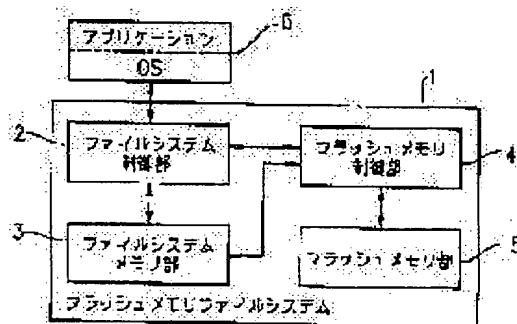 アプリケーション
6
OS
1
2
ファイルシステム
制御部
フラッシュメモリ
制御部
4
3
ファイルシステム
メモリ部
フラッシュメモリ部
5
フラッシュメモリファイルシステム